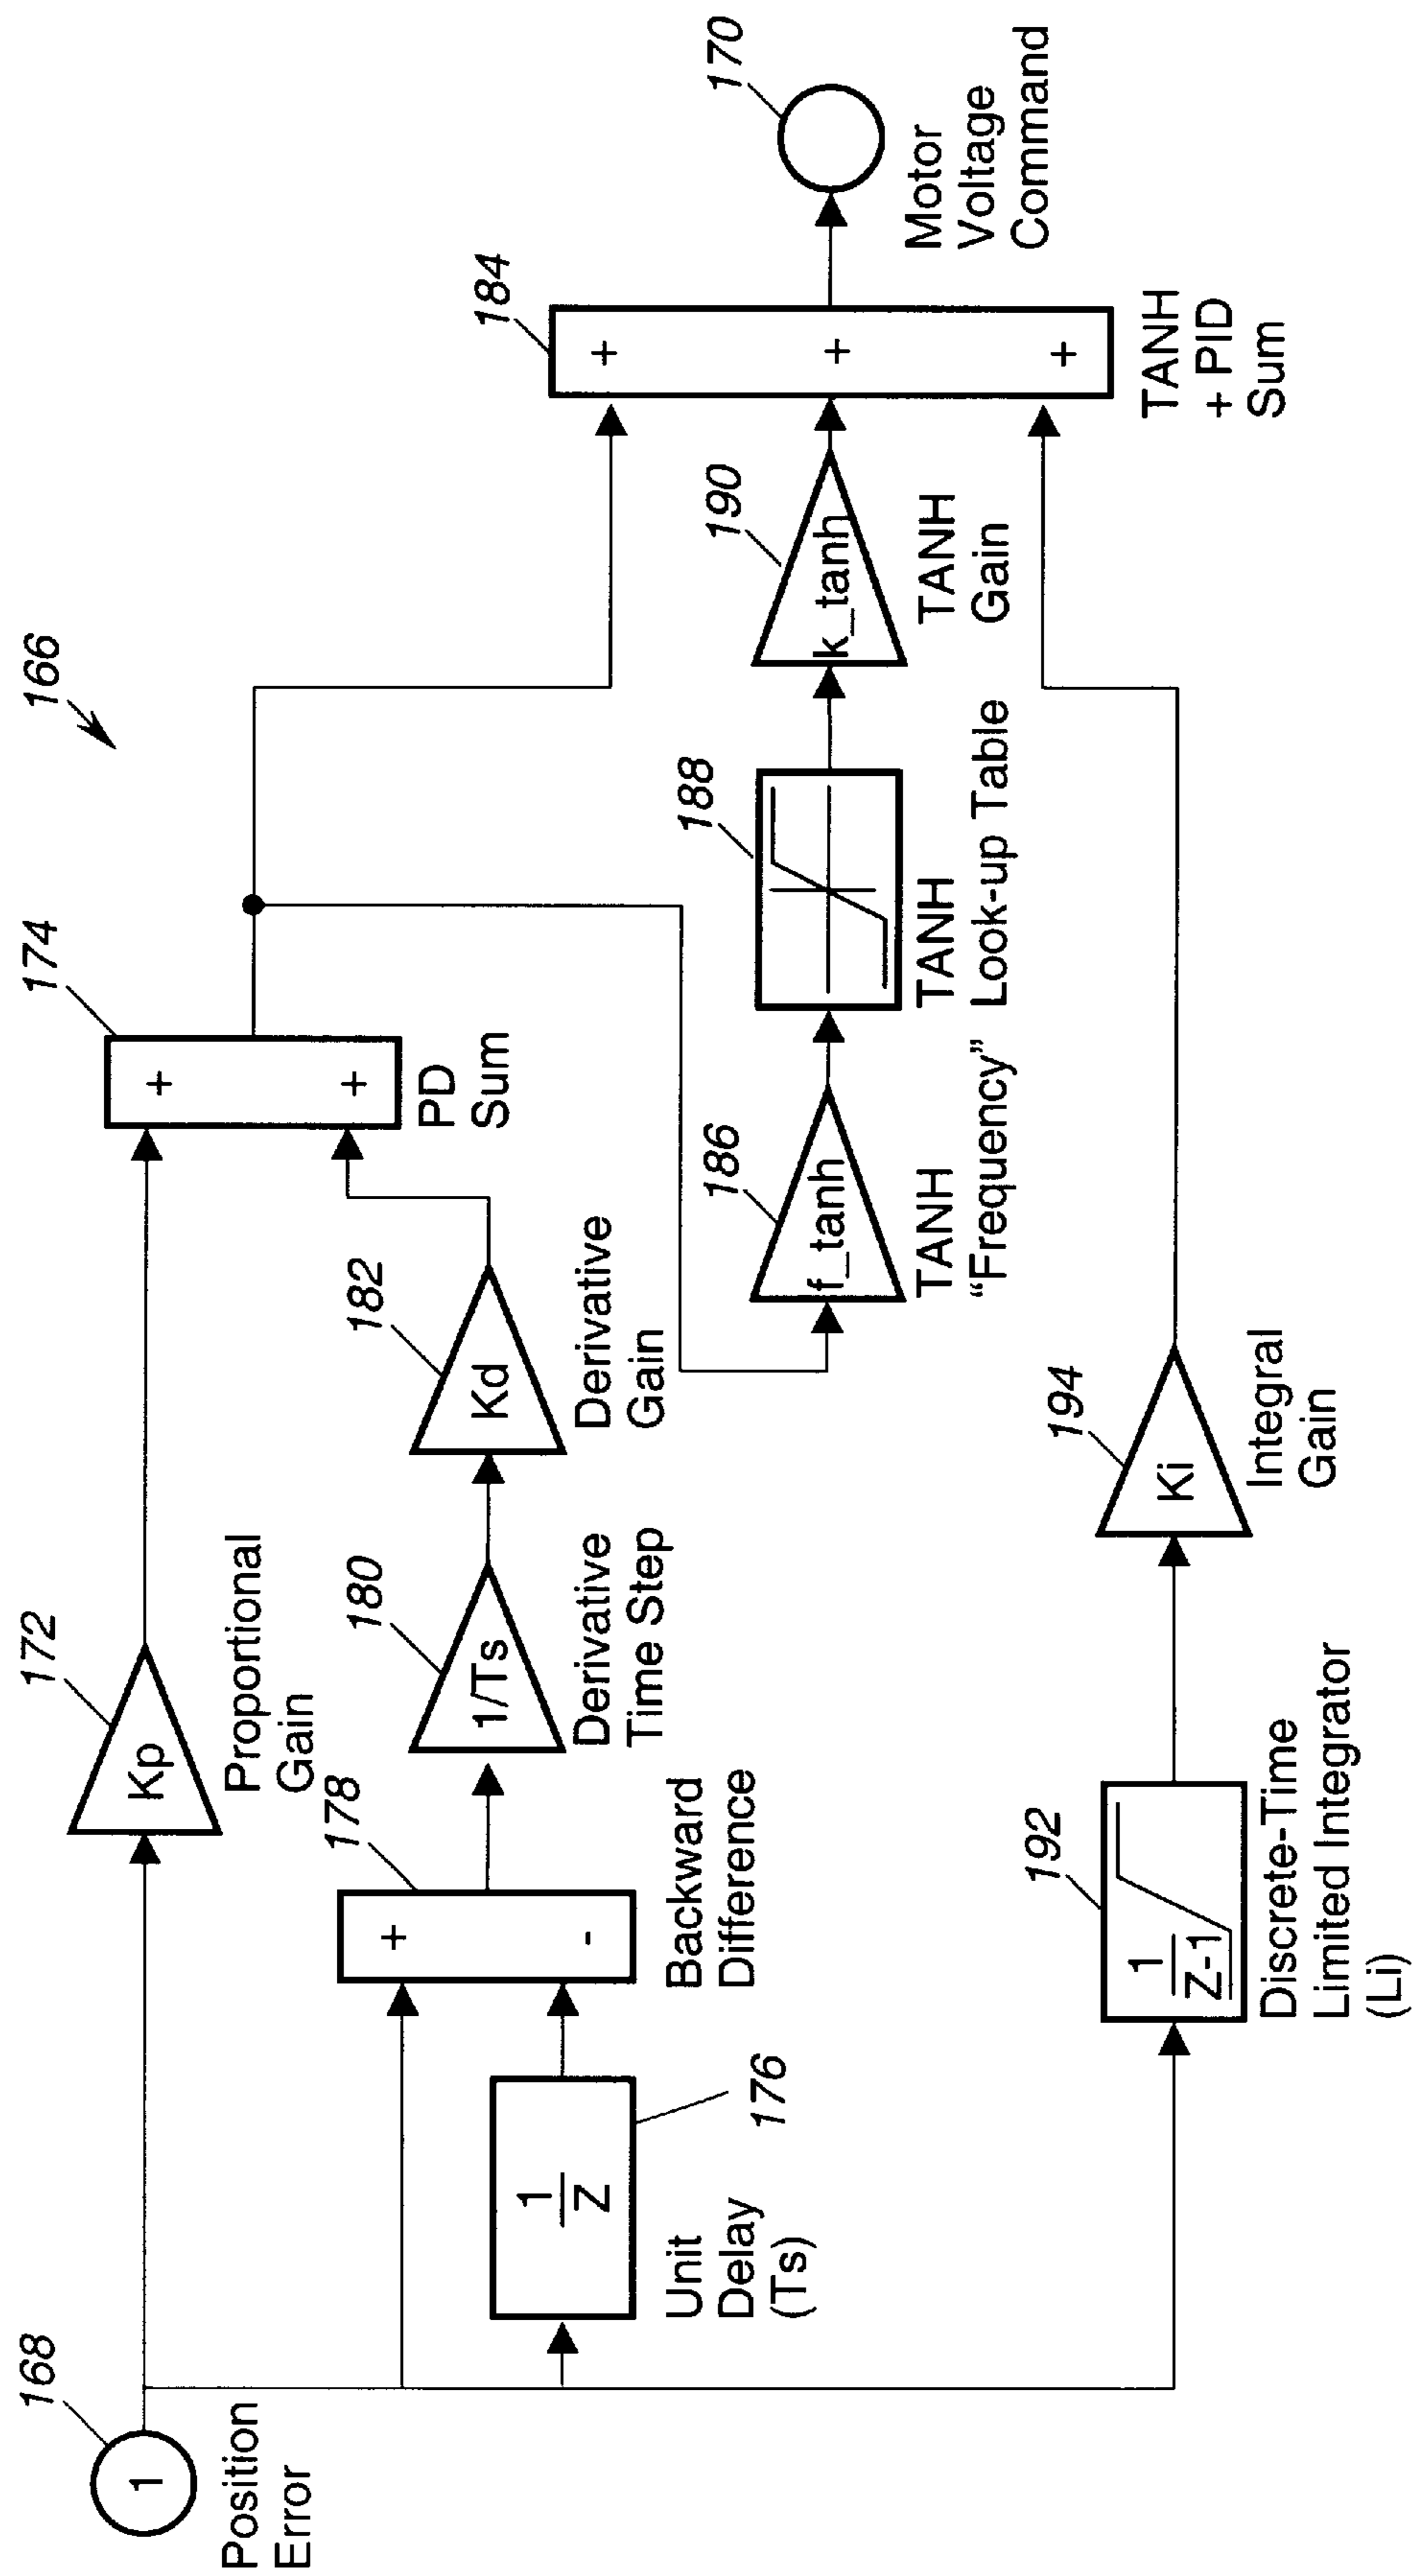 166
168
1
Position
Error
172
Kp
Proportional
Gain
174
+
+
PD
Sum
176
1
Z
Unit
Delay
(Ts)
178
+
-
Backward
Difference
180
1/Ts
Derivative
Time Step
182
Kd
Derivative
Gain
186
f_tanh
TANH
“Frequency”
188
TANH
Look-up Table
190
k_tanh
TANH
Gain
192
1
Z-1
Discrete-Time
Limited Integrator
(Li)
194
Ki
Integral
Gain
184
+
+
+
TANH
+ PID
Sum
170
Motor
Voltage
Command